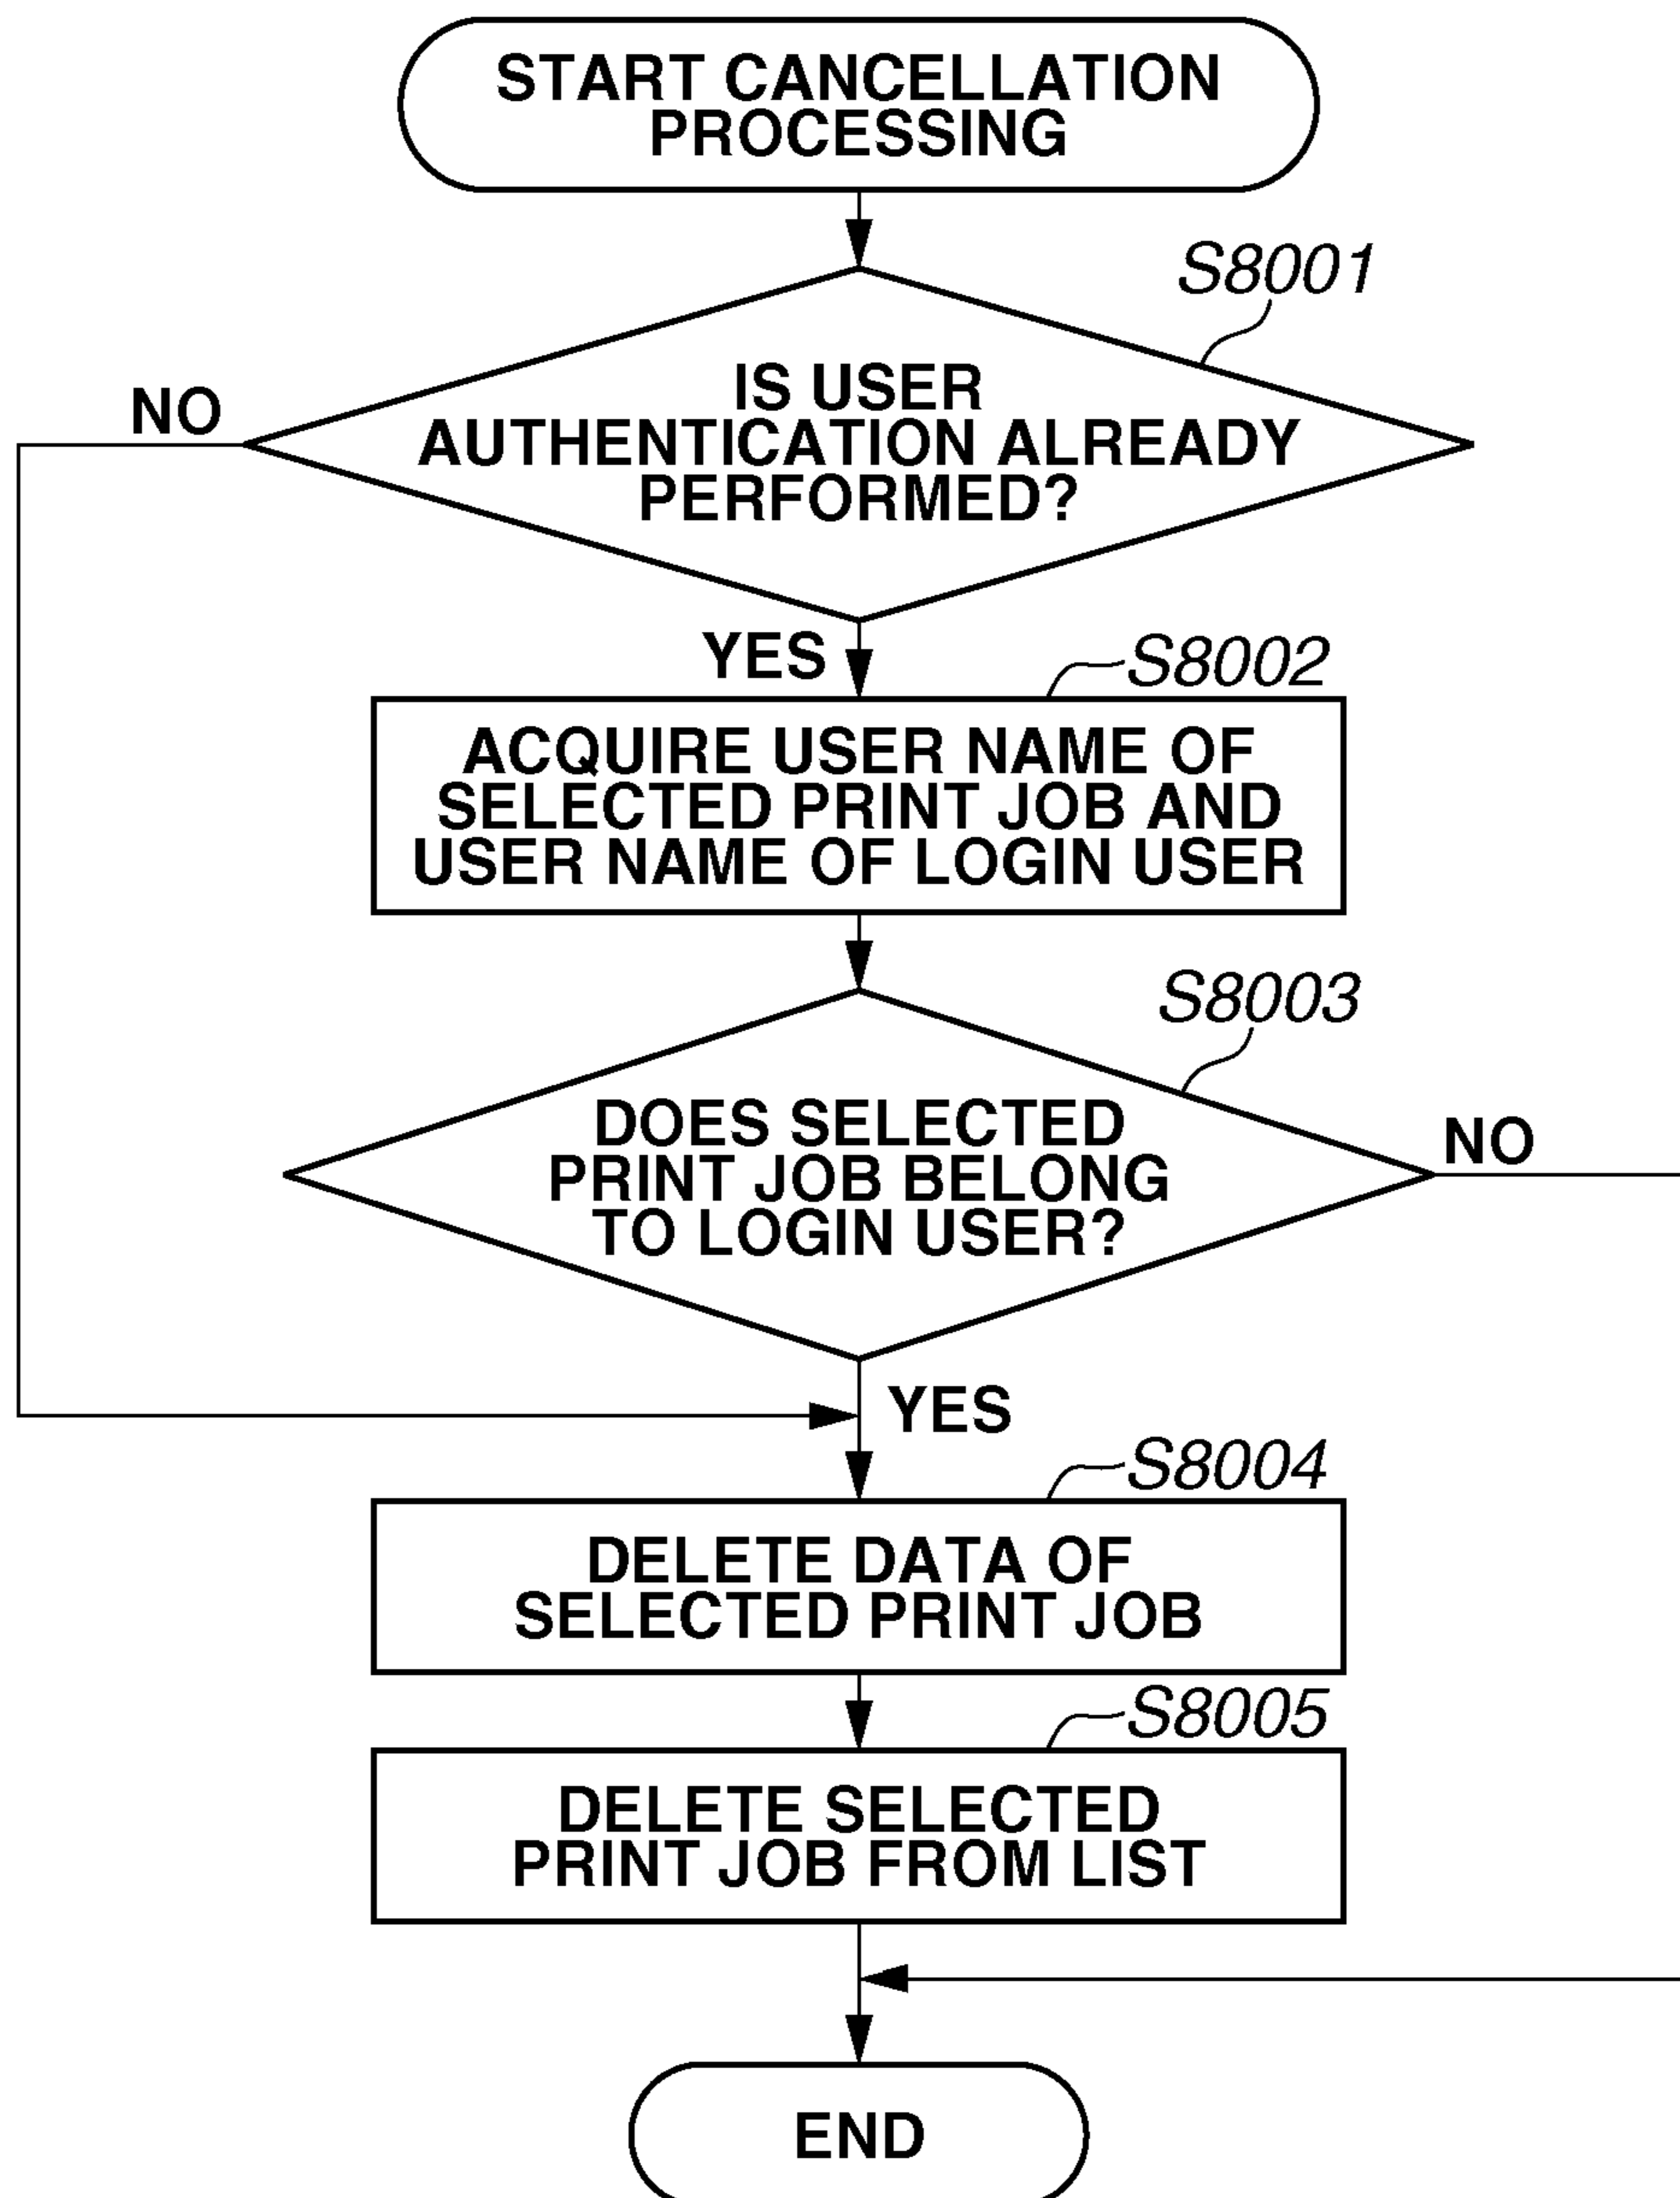 START CANCELLATION
PROCESSING
S8001
IS USER
AUTHENTICATION ALREADY
PERFORMED?
NO
YES
S8002
ACQUIRE USER NAME OF
SELECTED PRINT JOB AND
USER NAME OF LOGIN USER
S8003
DOES SELECTED
PRINT JOB BELONG
TO LOGIN USER?
NO
YES
S8004
DELETE DATA OF
SELECTED PRINT JOB
S8005
DELETE SELECTED
PRINT JOB FROM LIST
END